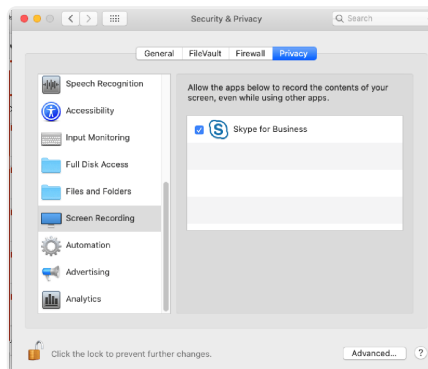 Security & Privacy
Search
General
FileVault
Firewall
Privacy
Speech Recognition
Accessibility
Input Monitoring
Full Disk Access
Files and Folders
Screen Recording
Automation
Advertising
Analytics
Allow the apps below to record the contents of your
screen, even while using other apps.
Skype for Business
Click the lock to prevent further changes.
Advanced...
?